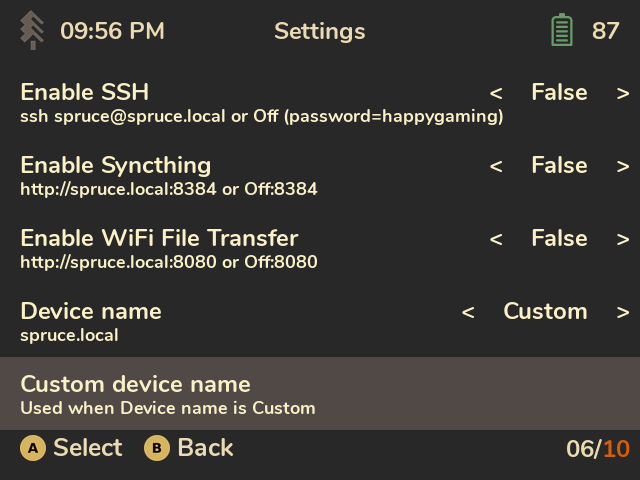 09:56 PM Settings 87
Enable SSH < False >
ssh spruce@spruce.local or Off (password=happygaming)
Enable Syncthing < False >
http://spruce.local:8384 or Off:8384
Enable WiFi File Transfer < False >
http://spruce.local:8080 or Off:8080
Device name < Custom >
spruce.local
Custom device name
Used when Device name is Custom
A Select B Back 06/10